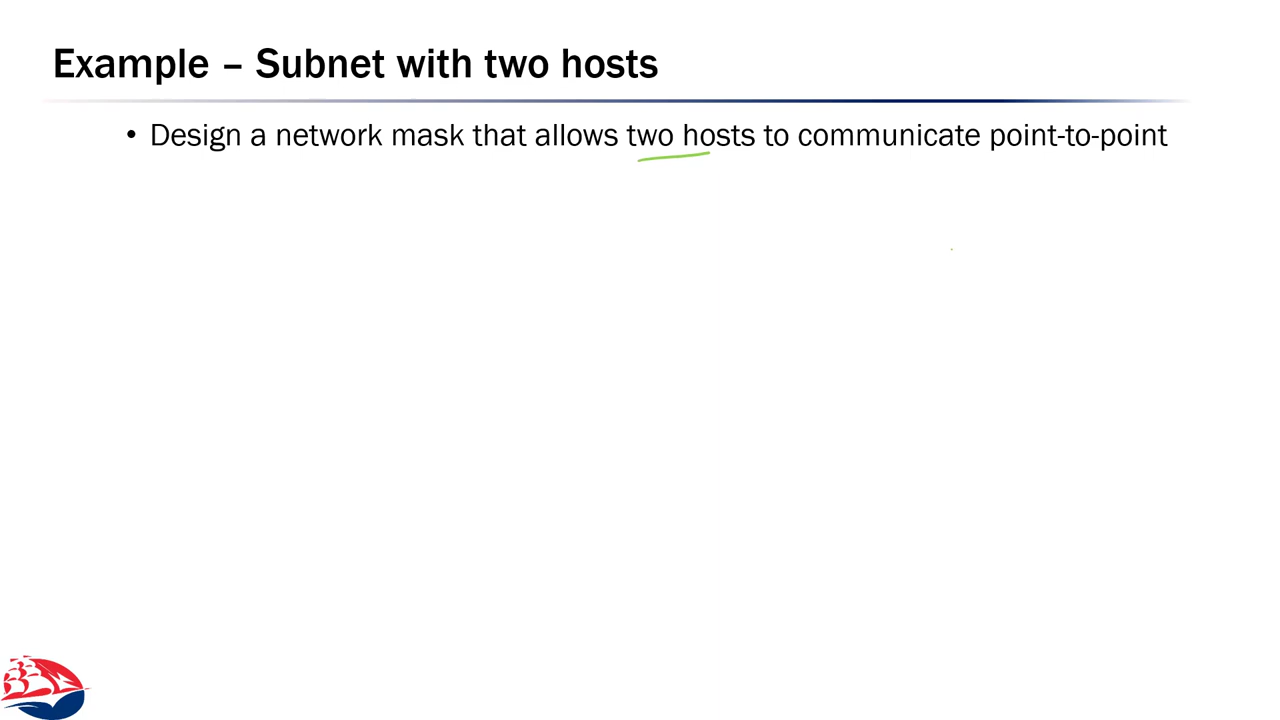 Example – Subnet with two hosts
• Design a network mask that allows two hosts to communicate point-to-point